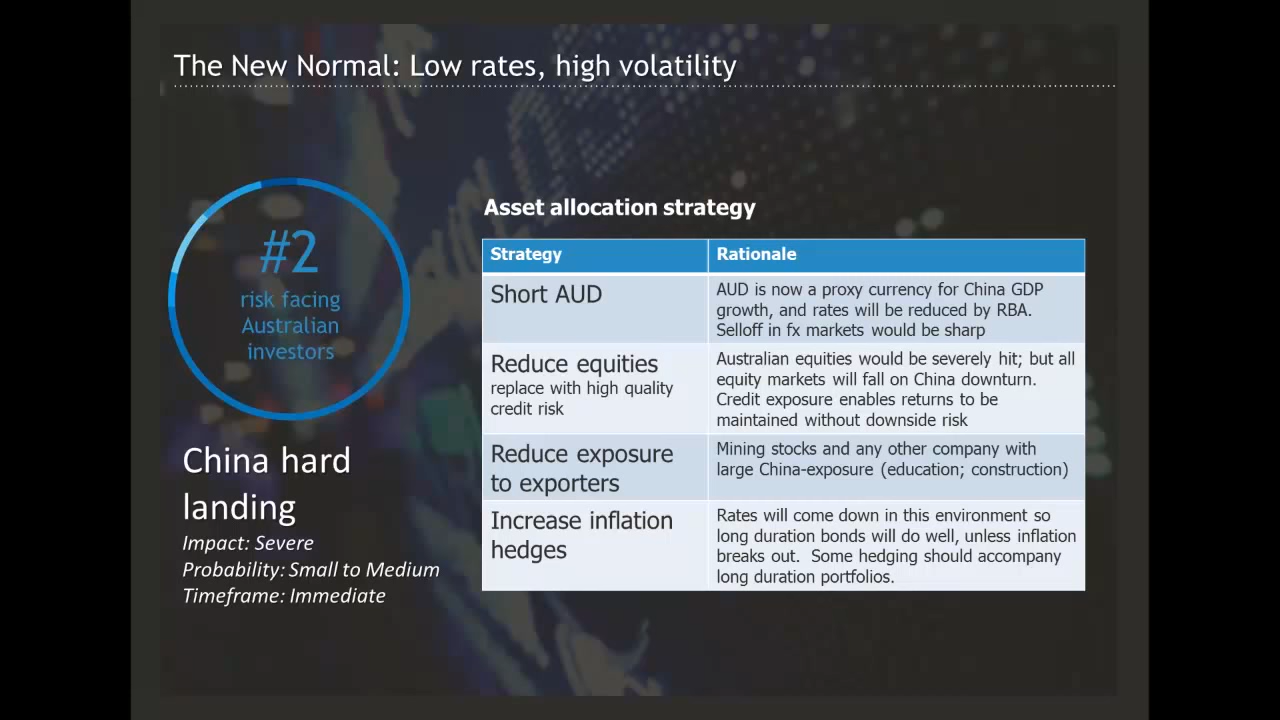 The New Normal: Low rates, high volatility
#2
risk facing
Australian
investors
China hard
landing
Impact: Severe
Probability: Small to Medium
Timeframe: Immediate
Asset allocation strategy
Strategy
Rationale
Short AUD
AUD is now a proxy currency for China GDP
growth, and rates will be reduced by RBA.
Selloff in fx markets would be sharp
Reduce equities
replace with high quality
credit risk
Australian equities would be severely hit; but all
equity markets will fall on China downturn.
Credit exposure enables returns to be
maintained without downside risk
Reduce exposure
to exporters
Mining stocks and any other company with
large China-exposure (education; construction)
Increase inflation
hedges
Rates will come down in this environment so
long duration bonds will do well, unless inflation
breaks out. Some hedging should accompany
long duration portfolios.